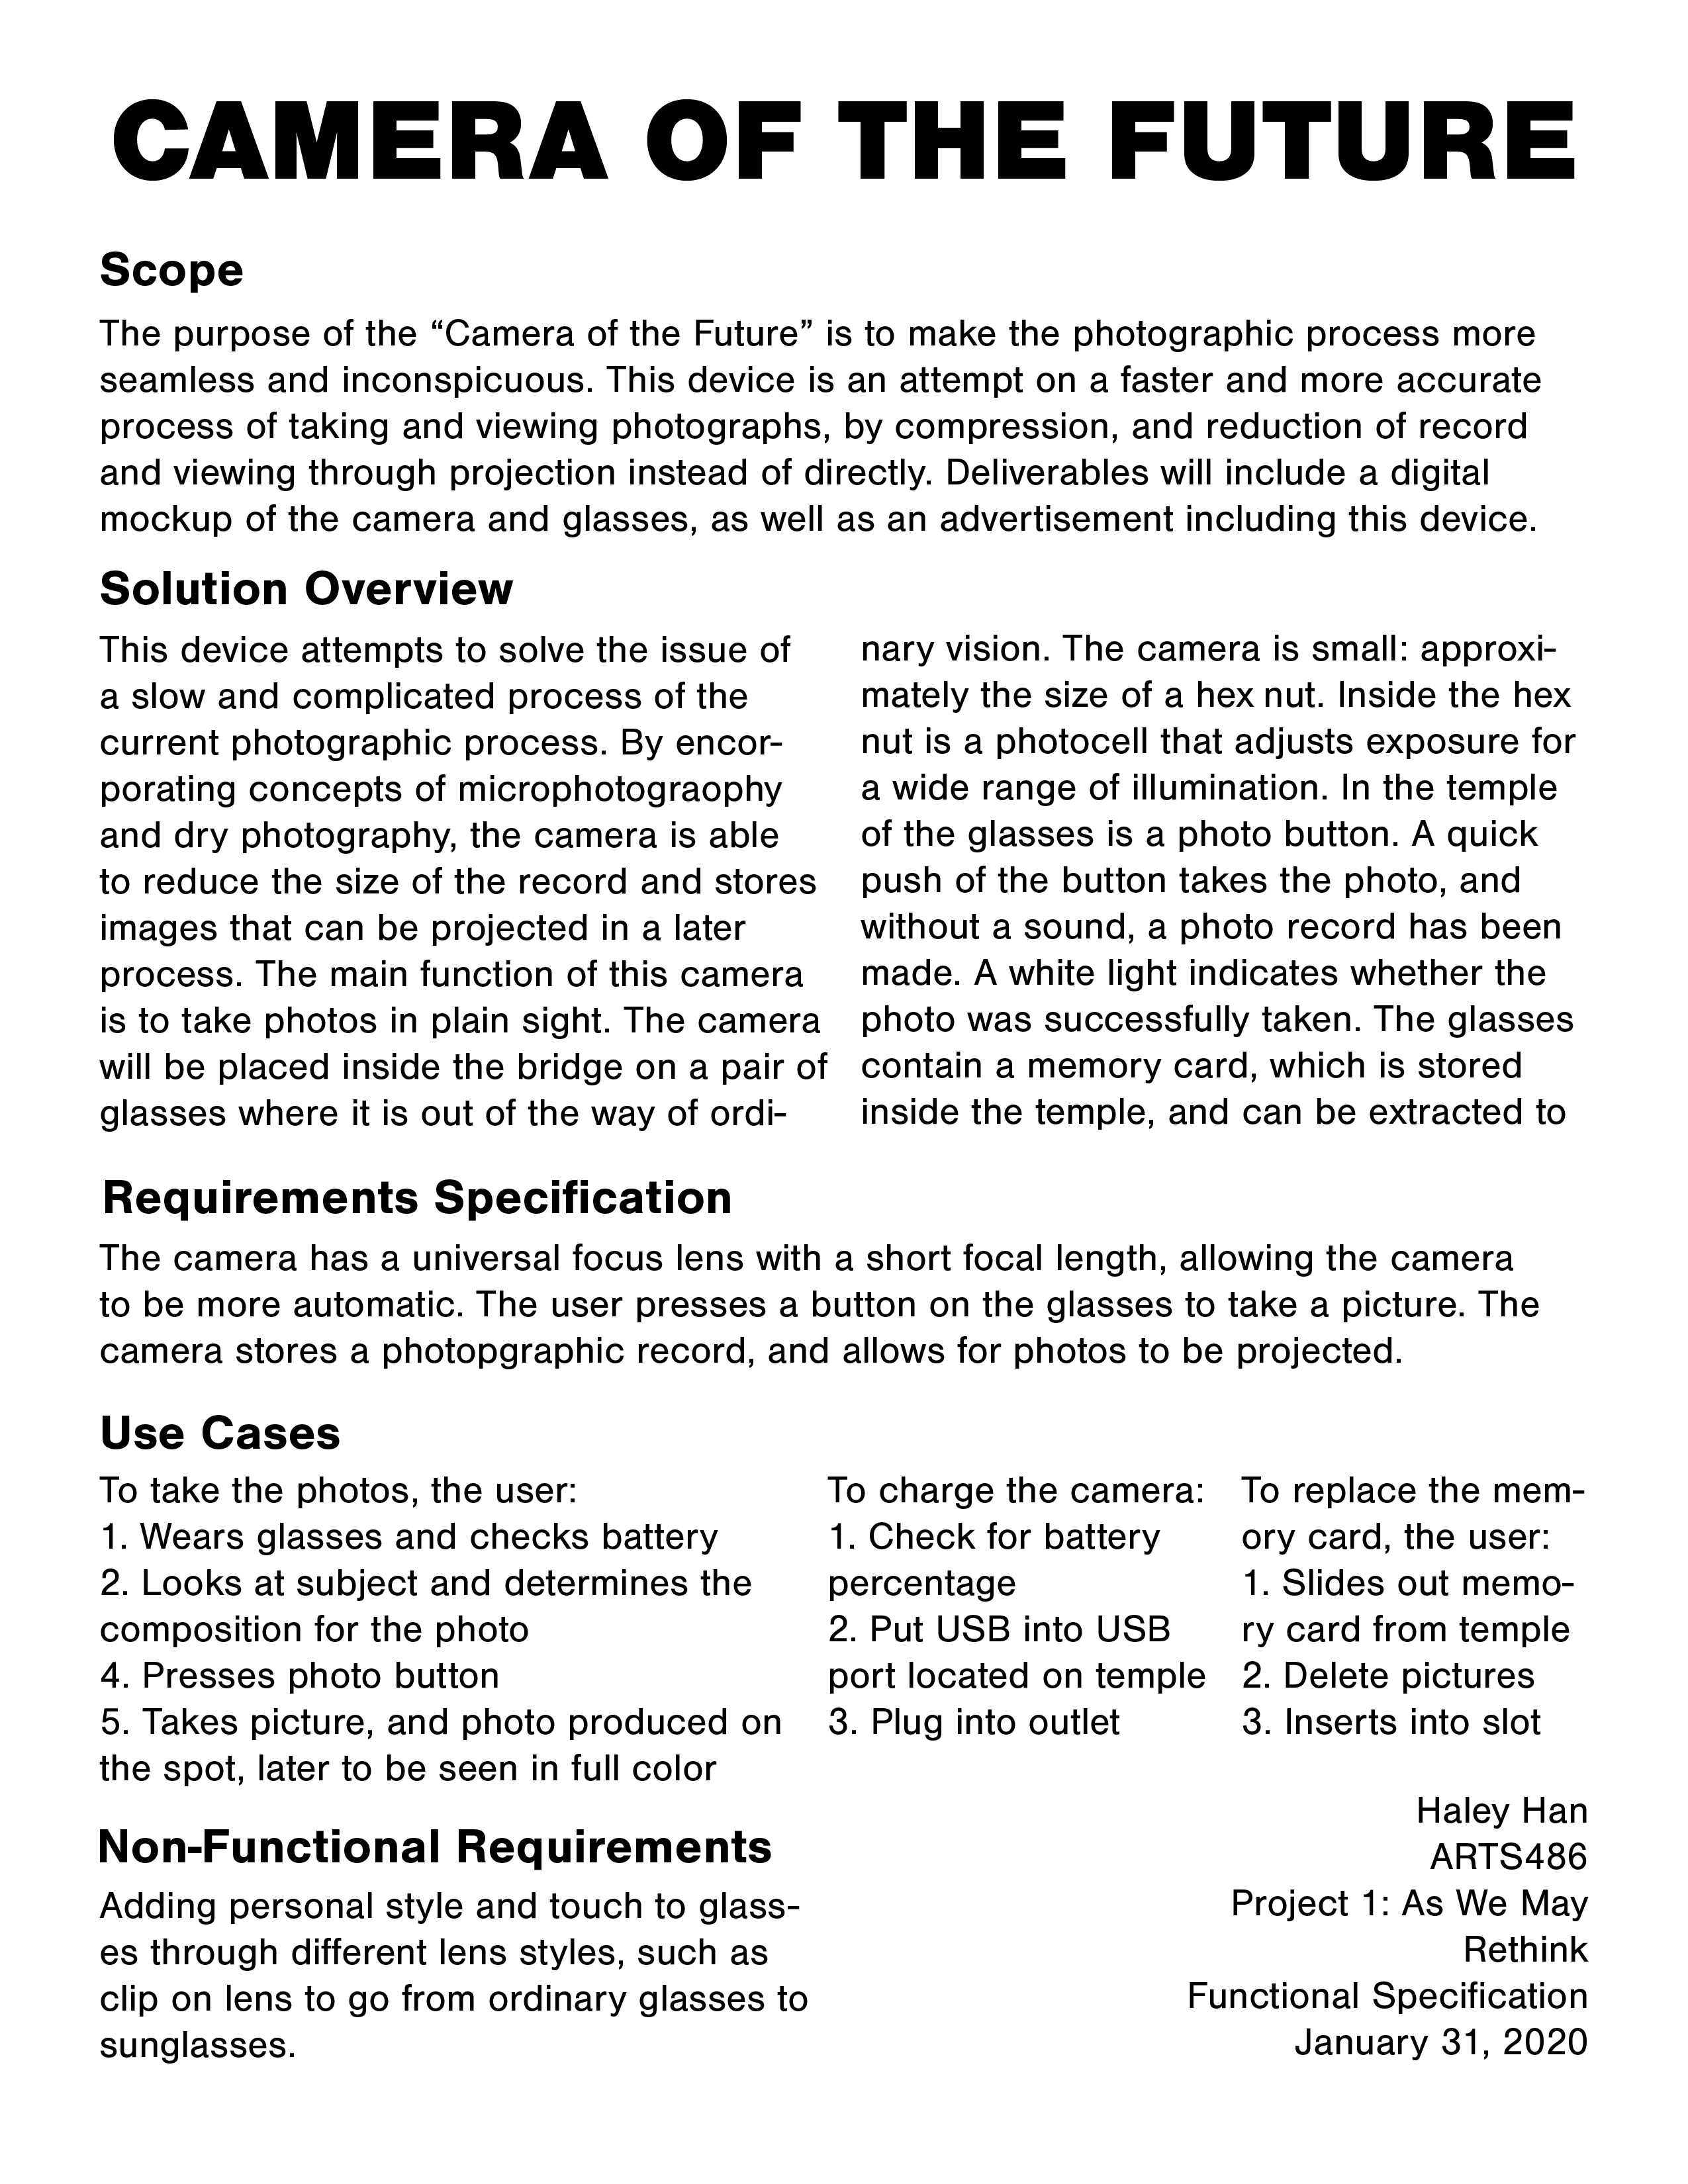 CAMERA OF THE FUTURE
Scope
The purpose of the “Camera of the Future” is to make the photographic process more
seamless and inconspicuous. This device is an attempt on a faster and more accurate
process of taking and viewing photographs, by compression, and reduction of record
and viewing through projection instead of directly. Deliverables will include a digital
mockup of the camera and glasses, as well as an advertisement including this device.
Solution Overview
This device attempts to solve the issue of
a slow and complicated process of the
current photographic process. By encor-
porating concepts of microphotograophy
and dry photography, the camera is able
to reduce the size of the record and stores
images that can be projected in a later
process. The main function of this camera
is to take photos in plain sight. The camera
will be placed inside the bridge on a pair of
glasses where it is out of the way of ordi-
nary vision. The camera is small: approxi-
mately the size of a hex nut. Inside the hex
nut is a photocell that adjusts exposure for
a wide range of illumination. In the temple
of the glasses is a photo button. A quick
push of the button takes the photo, and
without a sound, a photo record has been
made. A white light indicates whether the
photo was successfully taken. The glasses
contain a memory card, which is stored
inside the temple, and can be extracted to
Requirements Specification
The camera has a universal focus lens with a short focal length, allowing the camera
to be more automatic. The user presses a button on the glasses to take a picture. The
camera stores a photopgraphic record, and allows for photos to be projected.
Use Cases
To take the photos, the user:
1. Wears glasses and checks battery
2. Looks at subject and determines the
composition for the photo
4. Presses photo button
5. Takes picture, and photo produced on
the spot, later to be seen in full color
To charge the camera:
1. Check for battery
percentage
2. Put USB into USB
port located on temple
3. Plug into outlet
To replace the mem-
ory card, the user:
1. Slides out memo-
ry card from temple
2. Delete pictures
3. Inserts into slot
Non-Functional Requirements
Adding personal style and touch to glass-
es through different lens styles, such as
clip on lens to go from ordinary glasses to
sunglasses.
Haley Han
ARTS486
Project 1: As We May
Rethink
Functional Specification
January 31, 2020